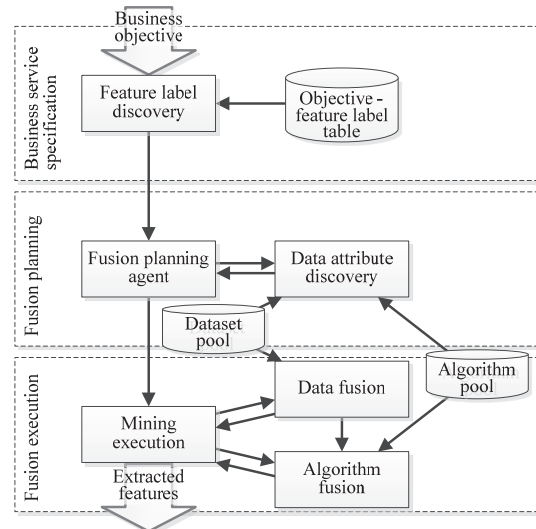 Business
objective
Business service
specification
Feature label
discovery
Objective -
feature label
table
Fusion planning
Fusion planning
agent
Data attribute
discovery
Dataset
pool
Fusion execution
Data fusion
Algorithm
pool
Mining
execution
Algorithm
fusion
Extracted
features